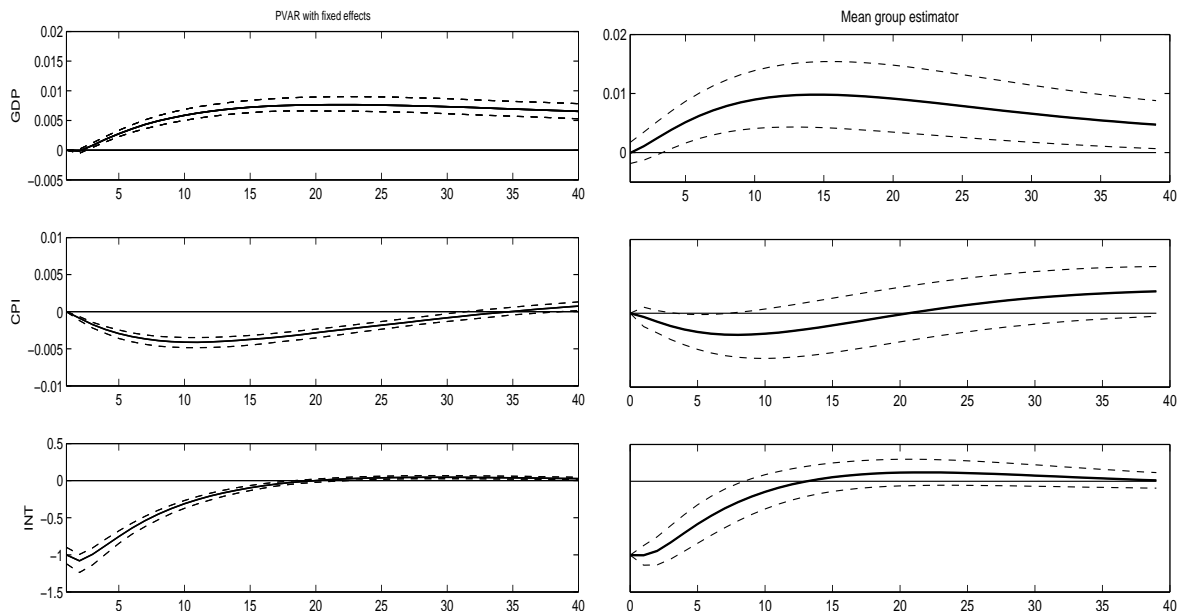 PVAR with fixed effects
0.02
0.015
0.01
0.005
0
−0.005
GDP
5 10 15 20 25 30 35 40
Mean group estimator
0.02
0.01
0
5 10 15 20 25 30 35 40
0.01
0.005
0
−0.005
−0.01
CPI
5 10 15 20 25 30 35 40
0 5 10 15 20 25 30 35 40
0.5
0
−0.5
−1
−1.5
INT
5 10 15 20 25 30 35 40
0 5 10 15 20 25 30 35 40